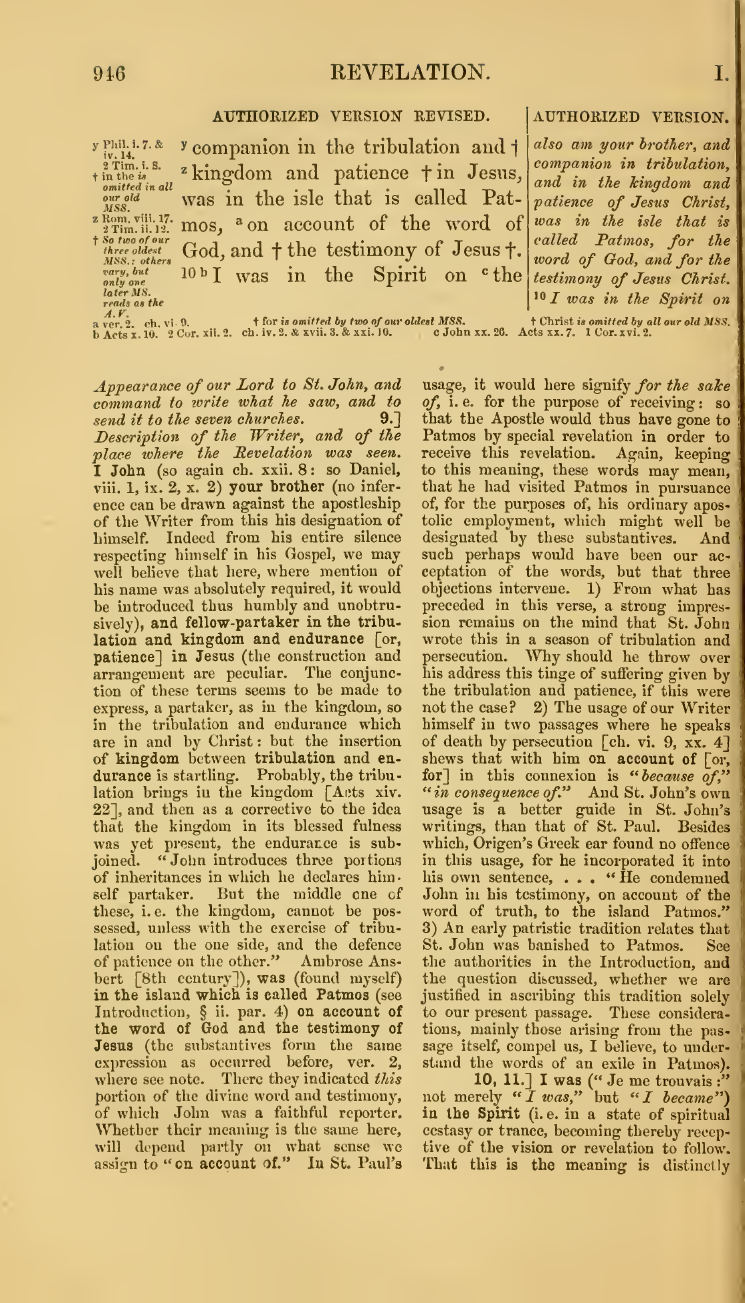 946 REVELATION. I.
AUTHORIZED VERSION REVISED.
y Phil. i. 7. &
iv. 14.
2 Tim. i. 8.
† in the is
omitted in all
our old
MSS.
z Rom. viii. 17.
2 Tim. ii. 12.
† So two of our
three oldest
MSS.: others
vary, but
only one
later MS.
reads as the
A. V.
y companion in the tribulation and †
z kingdom and patience † in Jesus,
was in the isle that is called Pat-
mos, a on account of the word of
God, and † the testimony of Jesus †.
10 b I was in the Spirit on c the
AUTHORIZED VERSION.
also am your brother, and
companion in tribulation,
and in the kingdom and
patience of Jesus Christ,
was in the isle that is
called Patmos, for the
word of God, and for the
testimony of Jesus Christ.
10 I was in the Spirit on
a ver. 2. ch. vi. 9. † for is omitted by two of our oldest MSS. † Christ is omitted by all our old MSS.
b Acts x. 10. 2 Cor. xii. 2. ch. iv. 2. & xvii. 3. & xxi. 10. c John xx. 26. Acts xx. 7. 1 Cor. xvi. 2.
Appearance of our Lord to St. John, and
command to write what he saw, and to
send it to the seven churches. 9.]
Description of the Writer, and of the
place where the Revelation was seen.
I John (so again ch. xxii. 8: so Daniel,
viii. 1, ix. 2, x. 2) your brother (no infer-
ence can be drawn against the apostleship
of the Writer from this his designation of
himself. Indeed from his entire silence
respecting himself in his Gospel, we may
well believe that here, where mention of
his name was absolutely required, it would
be introduced thus humbly and unobtru-
sively), and fellow-partaker in the tribu-
lation and kingdom and endurance [or,
patience] in Jesus (the construction and
arrangement are peculiar. The conjunc-
tion of these terms seems to be made to
express, a partaker, as in the kingdom, so
in the tribulation and endurance which
are in and by Christ: but the insertion
of kingdom between tribulation and en-
durance is startling. Probably, the tribu-
lation brings in the kingdom [Acts xiv.
22], and then as a corrective to the idea
that the kingdom in its blessed fulness
was yet present, the endurance is sub-
joined. "John introduces three portions
of inheritances in which he declares him-
self partaker. But the middle one of
these, i. e. the kingdom, cannot be pos-
sessed, unless with the exercise of tribu-
lation on the one side, and the defence
of patience on the other." Ambrose Ans-
bert [8th century]), was (found myself)
in the island which is called Patmos (see
Introduction, § ii. par. 4) on account of
the word of God and the testimony of
Jesus (the substantives form the same
expression as occurred before, ver. 2,
where see note. There they indicated this
portion of the divine word and testimony,
of which John was a faithful reporter.
Whether their meaning is the same here,
will depend partly on what sense we
assign to "on account of." In St. Paul's
usage, it would here signify for the sake
of, i. e. for the purpose of receiving: so
that the Apostle would thus have gone to
Patmos by special revelation in order to
receive this revelation. Again, keeping
to this meaning, these words may mean,
that he had visited Patmos in pursuance
of, for the purposes of, his ordinary apos-
tolic employment, which might well be
designated by these substantives. And
such perhaps would have been our ac-
ceptation of the words, but that three
objections intervene. 1) From what has
preceded in this verse, a strong impres-
sion remains on the mind that St. John
wrote this in a season of tribulation and
persecution. Why should he throw over
his address this tinge of suffering given by
the tribulation and patience, if this were
not the case? 2) The usage of our Writer
himself in two passages where he speaks
of death by persecution [ch. vi. 9, xx. 4]
shews that with him on account of [or,
for] in this connexion is "because of,"
"in consequence of." And St. John's own
usage is a better guide in St. John's
writings, than that of St. Paul. Besides
which, Origen's Greek ear found no offence
in this usage, for he incorporated it into
his own sentence, . . . "He condemned
John in his testimony, on account of the
word of truth, to the island Patmos."
3) An early patristic tradition relates that
St. John was banished to Patmos. See
the authorities in the Introduction, and
the question discussed, whether we are
justified in ascribing this tradition solely
to our present passage. These considera-
tions, mainly those arising from the pas-
sage itself, compel us, I believe, to under-
stand the words of an exile in Patmos).
10, 11.] I was ("Je me trouvais:"
not merely "I was," but "I became")
in the Spirit (i. e. in a state of spiritual
ecstasy or trance, becoming thereby recep-
tive of the vision or revelation to follow.
That this is the meaning is distinctly